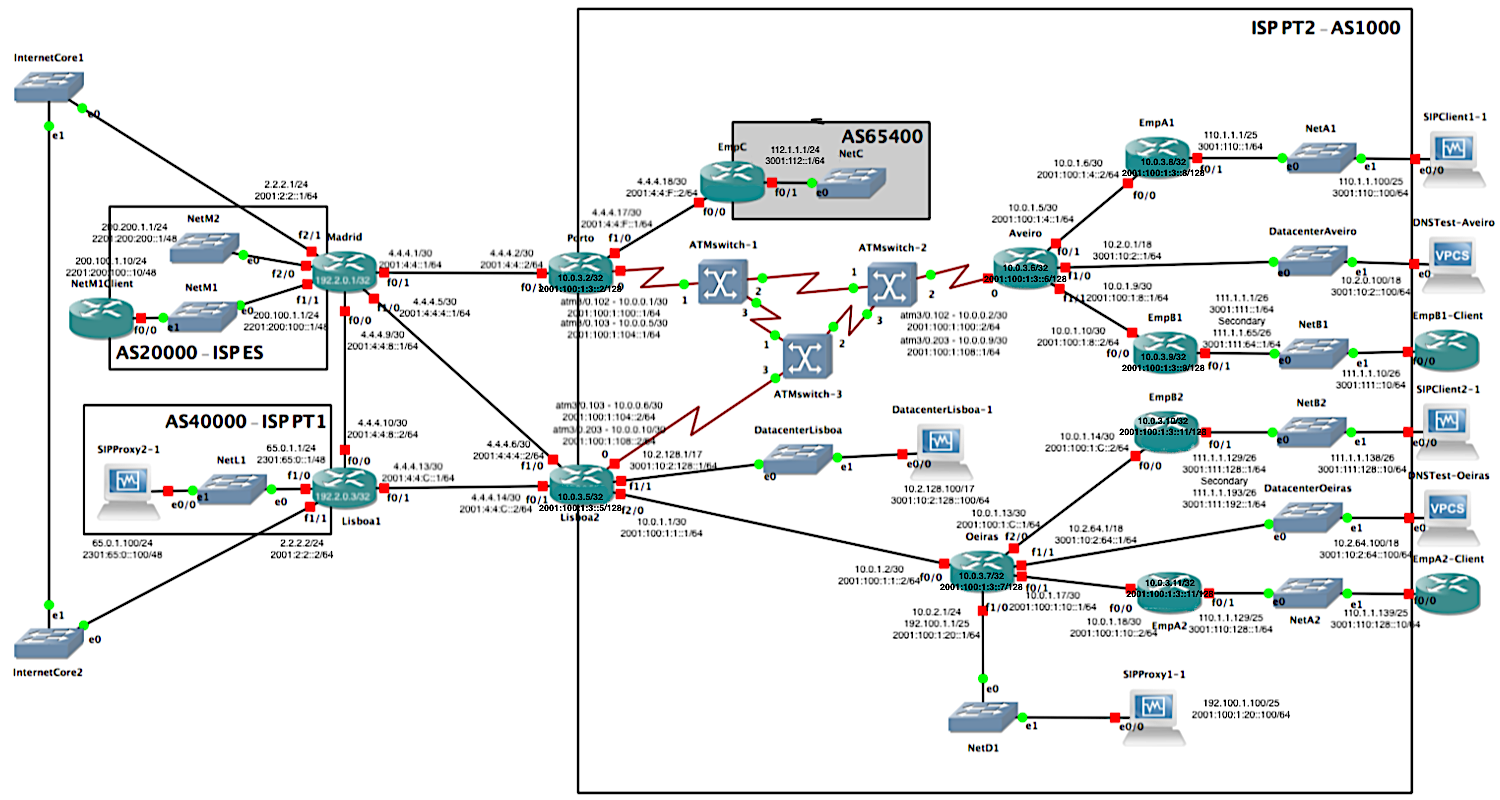 ISP PT2 – AS1000
InternetCore1
e0
e1
2.2.2.1/24
2001:2:2::1/64
NetM2
200.200.1.1/24
2201:200:200::1/48
e0
f2/1
Madrid
f2/0
200.100.1.10/24
2201:200:100::10/48
NetM1Client
NetM1
f1/1
192.2.0.1/32
f0/0
e1
e0
200.100.1.1/24
2201:200:100::1/48
AS20000 – ISP ES
f0/1
f1/0
f0/0
4.4.4.1/30
2001:4:4::1/64
4.4.4.2/30
2001:4:4::2/64
4.4.4.5/30
2001:4:4:4::1/64
4.4.4.9/30
2001:4:4:8::1/64
AS40000 – ISP PT1
SIPProxy2-1
NetL1
65.0.1.1/24
2301:65:0::1/48
e0/0
e1
e0
f1/0
f1/1
f0/0
f0/1
192.2.0.3/32
Lisboa1
4.4.4.10/30
2001:4:4:8::2/64
4.4.4.13/30
2001:4:4:C::1/64
65.0.1.100/24
2301:65:0::100/48
2.2.2.2/24
2001:2:2::2/64
e1
e0
InternetCore2
Porto
f1/0
f0/0
10.0.3.2/32
2001:100:1:3::2/128
0
4.4.4.17/30
2001:4:4:F::1/64
4.4.4.18/30
2001:4:4:F::2/64
EmpC
f0/0
f0/1
AS65400
112.1.1.1/24
3001:112::1/64
NetC
e0
atm3/0.102 - 10.0.0.1/30
2001:100:1:100::1/64
atm3/0.103 - 10.0.0.5/30
2001:100:1:104::1/64
ATMswitch-1
1
2
3
ATMswitch-2
1
2
3
ATMswitch-3
1
2
3
atm3/0.102 - 10.0.0.2/30
2001:100:1:100::2/64
atm3/0.203 - 10.0.0.9/30
2001:100:1:108::1/64
atm3/0.103 - 10.0.0.6/30
2001:100:1:104::2/64
atm3/0.203 - 10.0.0.10/30
2001:100:1:108::2/64
4.4.4.6/30
2001:4:4:4::2/64
f1/0
0
4.4.4.14/30
2001:4:4:C::2/64
f0/1
10.0.3.5/32
2001:100:1:3::5/128
Lisboa2
f1/1
f2/0
10.2.128.1/17
3001:10:2:128::1/64
DatacenterLisboa
e0
e1
DatacenterLisboa-1
e0/0
10.2.128.100/17
3001:10:2:128::100/64
10.0.1.1/30
2001:100:1:1::1/64
10.0.1.2/30
2001:100:1:1::2/64
Aveiro
10.0.3.6/32
2001:100:1:3::6/128
0
f0/1
f1/0
f1/1
10.0.1.5/30
2001:100:1:4::1/64
10.0.1.6/30
2001:100:1:4::2/64
EmpA1
10.0.3.8/32
2001:100:1:3::8/128
f0/0
f0/1
110.1.1.1/25
3001:110::1/64
NetA1
e0
e1
110.1.1.100/25
3001:110::100/64
SIPClient1-1
e0/0
10.2.0.1/18
3001:10:2::1/64
DatacenterAveiro
e0
e1
DNSTest-Aveiro
VPCS
e0
10.2.0.100/18
3001:10:2::100/64
10.0.1.9/30
2001:100:1:8::1/64
10.0.1.10/30
2001:100:1:8::2/64
EmpB1
10.0.3.9/32
2001:100:1:3::9/128
f0/0
f0/1
111.1.1.1/26
3001:111::1/64
Secondary
111.1.1.65/26
3001:111:64::1/64
NetB1
e0
e1
111.1.1.10/26
3001:111::10/64
EmpB1-Client
f0/0
EmpB2
10.0.3.10/32
2001:100:1:3::11/128
f0/0
f0/1
10.0.1.14/30
2001:100:1:C::2/64
111.1.1.129/26
3001:111:128::1/64
Secondary
111.1.1.193/26
3001:111:192::1/64
NetB2
e0
e1
111.1.1.138/26
3001:111:128::10/64
SIPClient2-1
e0/0
10.0.1.13/30
2001:100:1:C::1/64
Oeiras
f2/0
f1/1
f0/0
f0/1
f1/0
10.0.3.7/32
2001:100:1:3::7/128
10.2.64.1/18
3001:10:2:64::1/64
DatacenterOeiras
e0
e1
DNSTest-Oeiras
VPCS
e0
10.2.64.100/18
3001:10:2:64::100/64
10.0.1.17/30
2001:100:1:10::1/64
10.0.1.18/30
2001:100:1:10::2/64
10.0.3.11/32
2001:100:1:3::11/128
EmpA2
f0/0
f0/1
110.1.1.129/25
3001:110:128::1/64
NetA2
e0
e1
110.1.1.139/25
3001:110:128::10/64
EmpA2-Client
f0/0
10.0.2.1/24
192.100.1.1/25
2001:100:1:20::1/64
e0
NetD1
e1
SIPProxy1-1
e0/0
192.100.1.100/25
2001:100:1:20::100/64